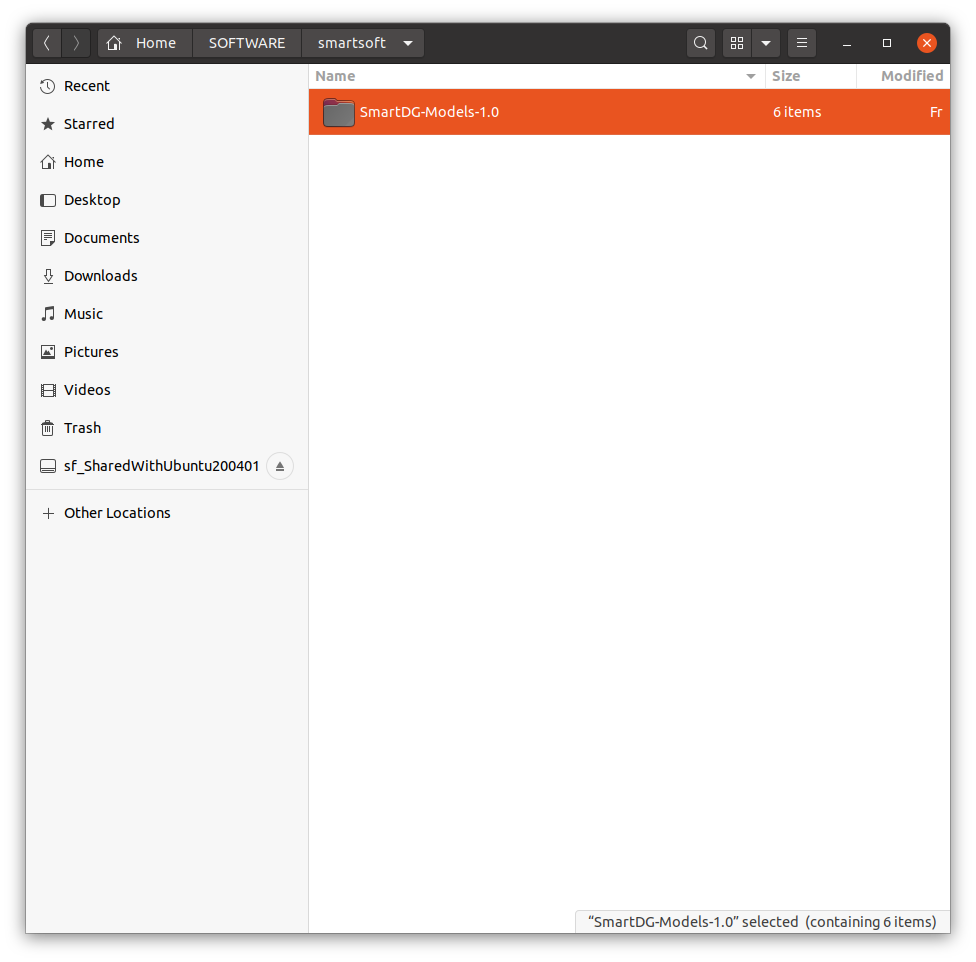 Home SOFTWARE smartsoft
Name Size Modified
Recent
Starred
Home
Desktop
Documents
Downloads
Music
Pictures
Videos
Trash
sf_SharedWithUbuntu200401
Other Locations
SmartDG-Models-1.0 6 items Fr
“SmartDG-Models-1.0” selected (containing 6 items)